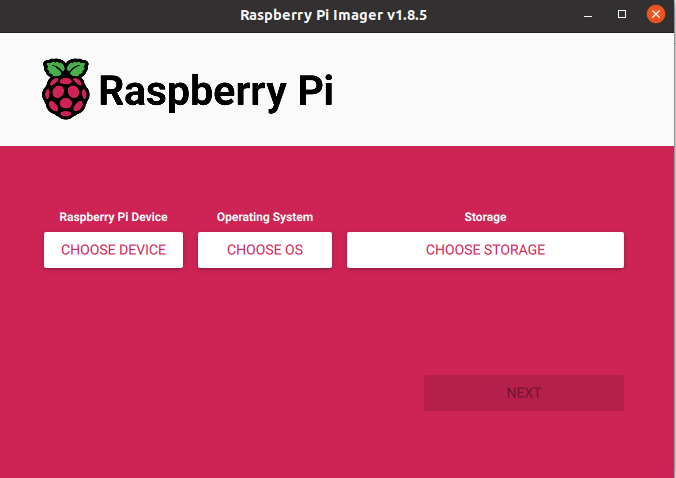 Raspberry Pi Imager v1.8.5
Raspberry Pi
Raspberry Pi Device Operating System Storage
CHOOSE DEVICE CHOOSE OS CHOOSE STORAGE
NEXT